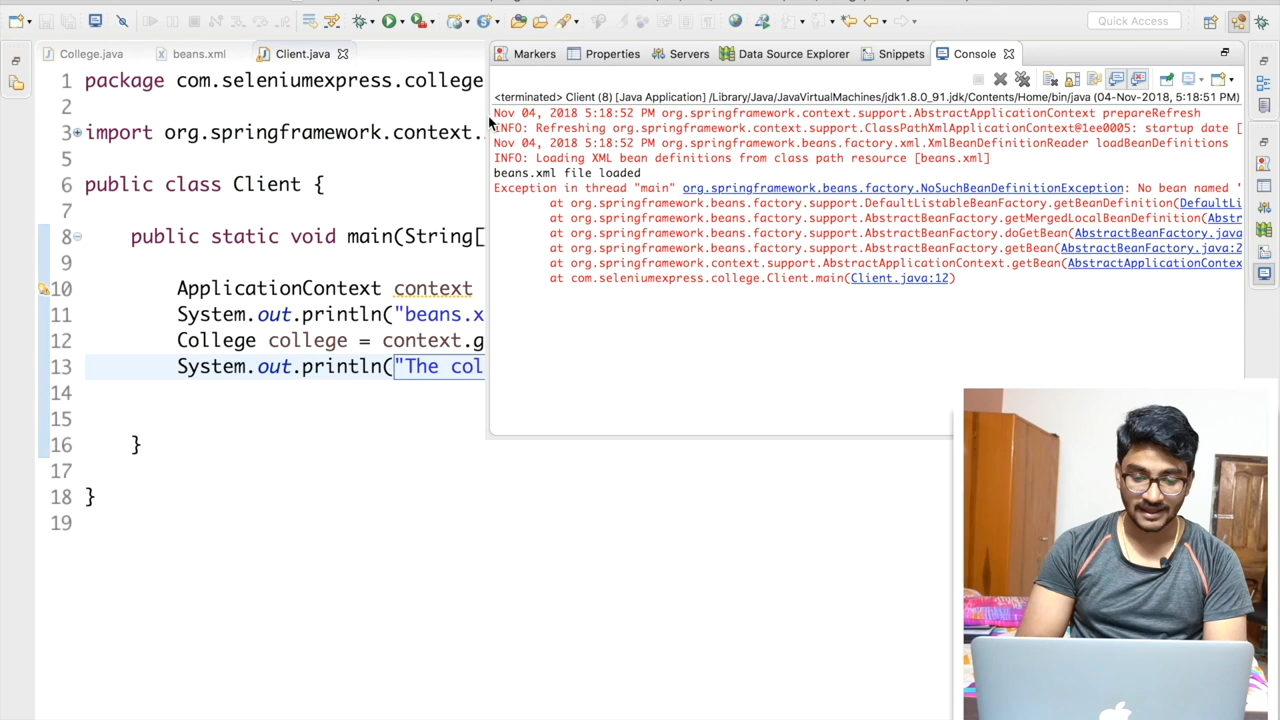 Quick Access
College.java
beans.xml
Client.java
Markers
Properties
Servers
Data Source Explorer
Snippets
Console
<terminated> Client (8) [Java Application] /Library/Java/JavaVirtualMachines/jdk1.8.0_91.jdk/Contents/Home/bin/java (04-Nov-2018, 5:18:51 PM)
1 package com.seleniumexpress.college
2
3 import org.springframework.context.
5
6 public class Client {
7
8 public static void main(String[
9
10 ApplicationContext context
11 System.out.println("beans.x
12 College college = context.g
13 System.out.println("The col
14
15
16 }
17
18 }
19
Nov 04, 2018 5:18:52 PM org.springframework.context.support.AbstractApplicationContext prepareRefresh
INFO: Refreshing org.springframework.context.support.ClassPathXmlApplicationContext@1ee0005: startup date [
Nov 04, 2018 5:18:52 PM org.springframework.beans.factory.xml.XmlBeanDefinitionReader loadBeanDefinitions
INFO: Loading XML bean definitions from class path resource [beans.xml]
beans.xml file loaded
Exception in thread "main" org.springframework.beans.factory.NoSuchBeanDefinitionException: No bean named '
at org.springframework.beans.factory.support.DefaultListableBeanFactory.getBeanDefinition(DefaultLi
at org.springframework.beans.factory.support.AbstractBeanFactory.getMergedLocalBeanDefinition(Abstr
at org.springframework.beans.factory.support.AbstractBeanFactory.doGetBean(AbstractBeanFactory.java
at org.springframework.beans.factory.support.AbstractBeanFactory.getBean(AbstractBeanFactory.java:2
at org.springframework.context.support.AbstractApplicationContext.getBean(AbstractApplicationContex
at com.seleniumexpress.college.Client.main(Client.java:12)